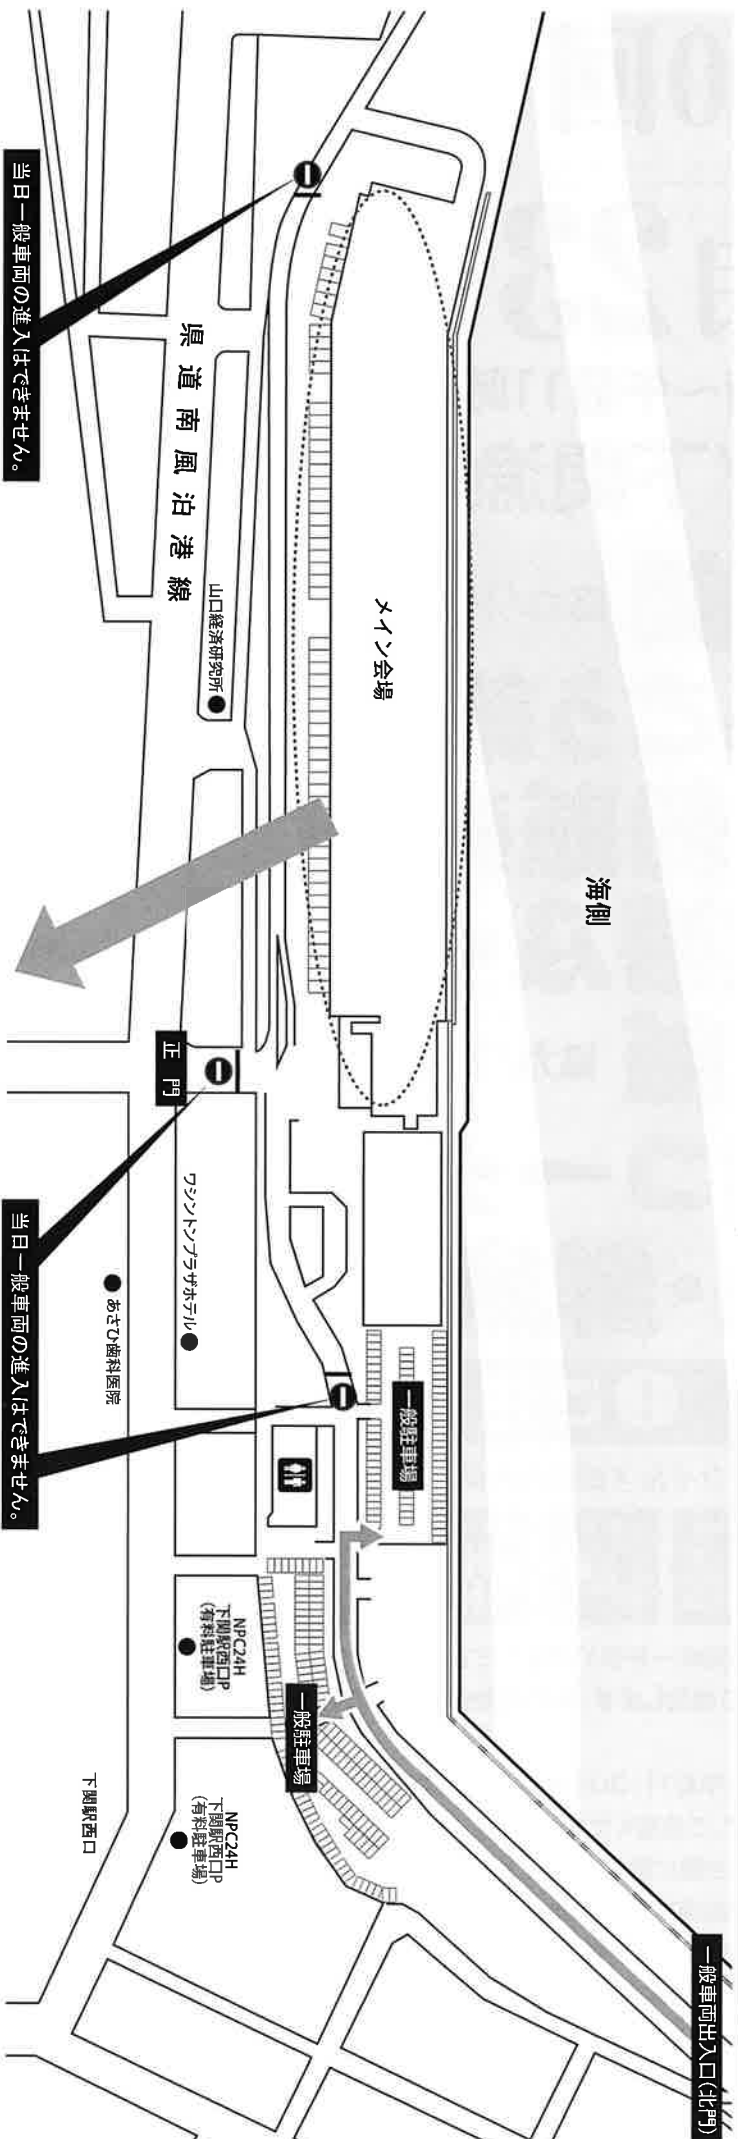 海側
メイン会場
県道南風泊港線
山口経済研究所
当日一般車両の進入はできません。
正門
ワシントンプラザホテル
あさひ歯科医院
当日一般車両の進入はできません。
一般駐車場
一般駐車場
NPC24H
下関駅西口P
(有料駐車場)
NPC24H
下関駅西口P
(有料駐車場)
下関駅西口
一般車両出入口(北門)